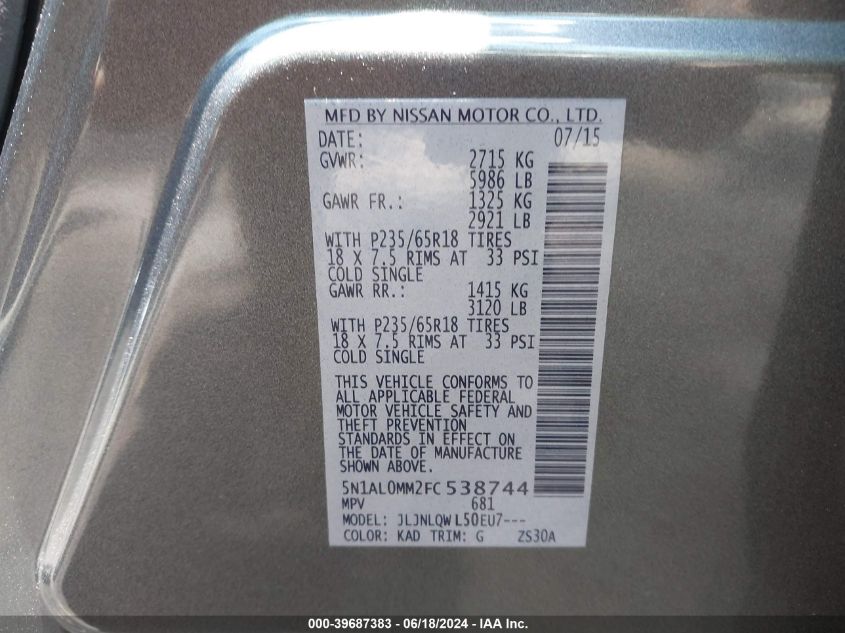 MFD BY NISSAN MOTOR CO., LTD.
DATE: 07/15
GVWR: 2715 KG
5986 LB
GAWR FR.: 1325 KG
2921 LB
WITH P235/65R18 TIRES
18 X 7.5 RIMS AT 33 PSI
COLD SINGLE
GAWR RR.: 1415 KG
3120 LB
WITH P235/65R18 TIRES
18 X 7.5 RIMS AT 33 PSI
COLD SINGLE
THIS VEHICLE CONFORMS TO
ALL APPLICABLE FEDERAL
MOTOR VEHICLE SAFETY AND
THEFT PREVENTION
STANDARDS IN EFFECT ON
THE DATE OF MANUFACTURE
SHOWN ABOVE.
5N1AL0MM2FC538744
MPV 681
MODEL: JLJNLQWL50EU7---
COLOR: KAD TRIM: G ZS30A
000-39687383 - 06/18/2024 - IAA Inc.